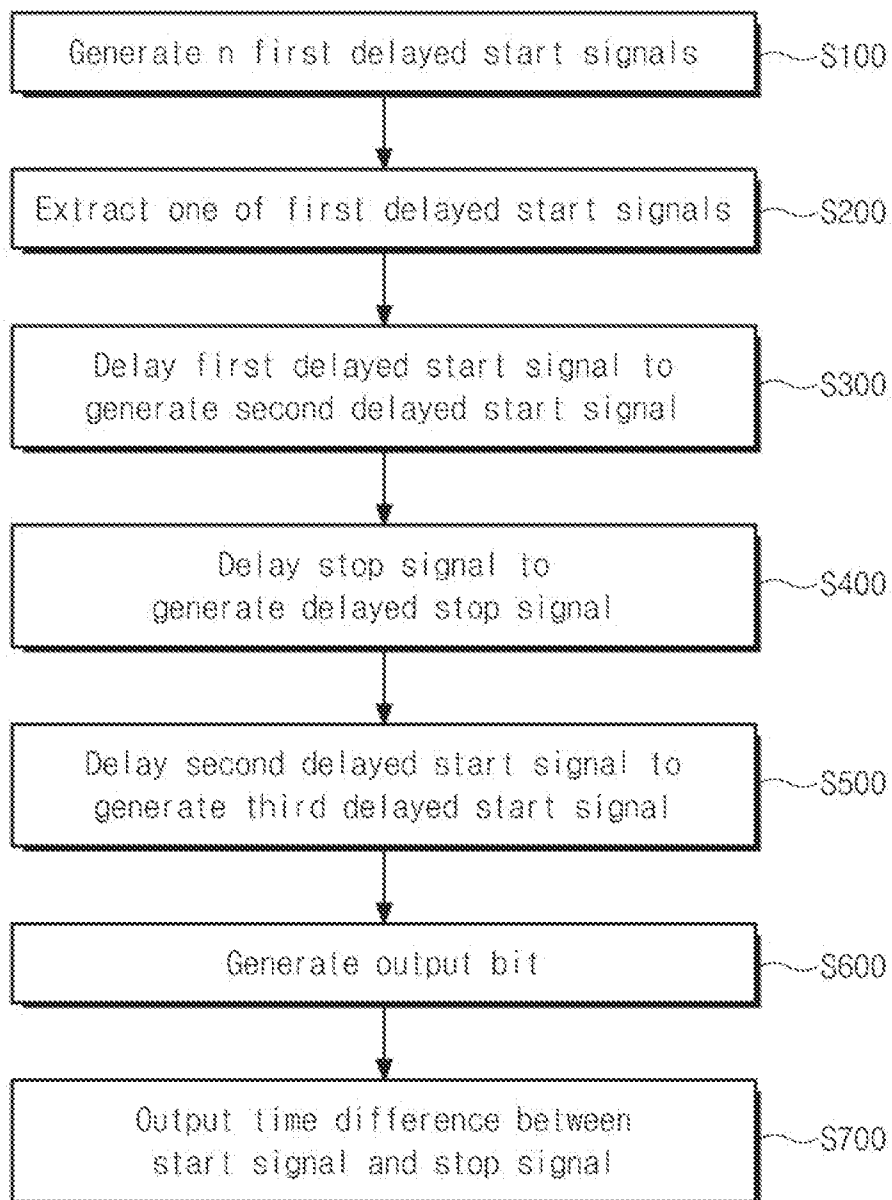 Generate n first delayed start signals
S100
Extract one of first delayed start signals
S200
Delay first delayed start signal to
generate second delayed start signal
S300
Delay stop signal to
generate delayed stop signal
S400
Delay second delayed start signal to
generate third delayed start signal
S500
Generate output bit
S600
Output time difference between
start signal and stop signal
S700